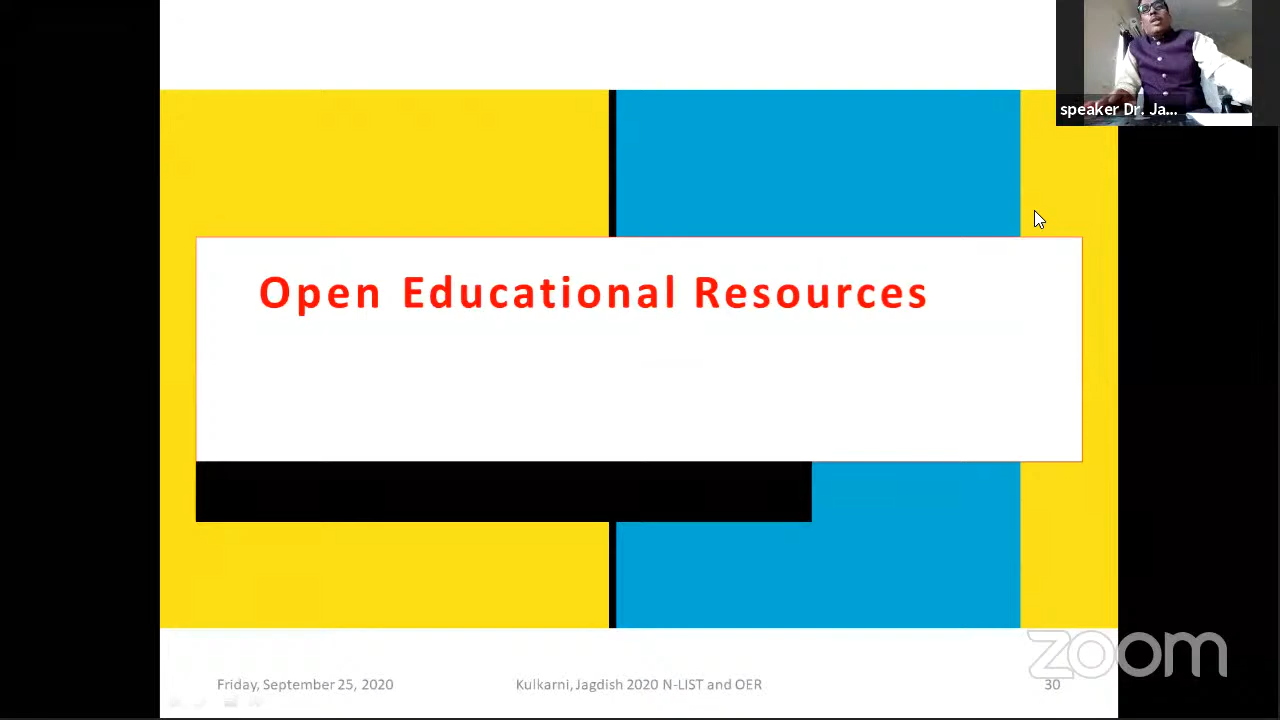 speaker Dr. Ja...
Open Educational Resources
zoom
Friday, September 25, 2020
Kulkarni, Jagdish 2020 N-LIST and OER
30